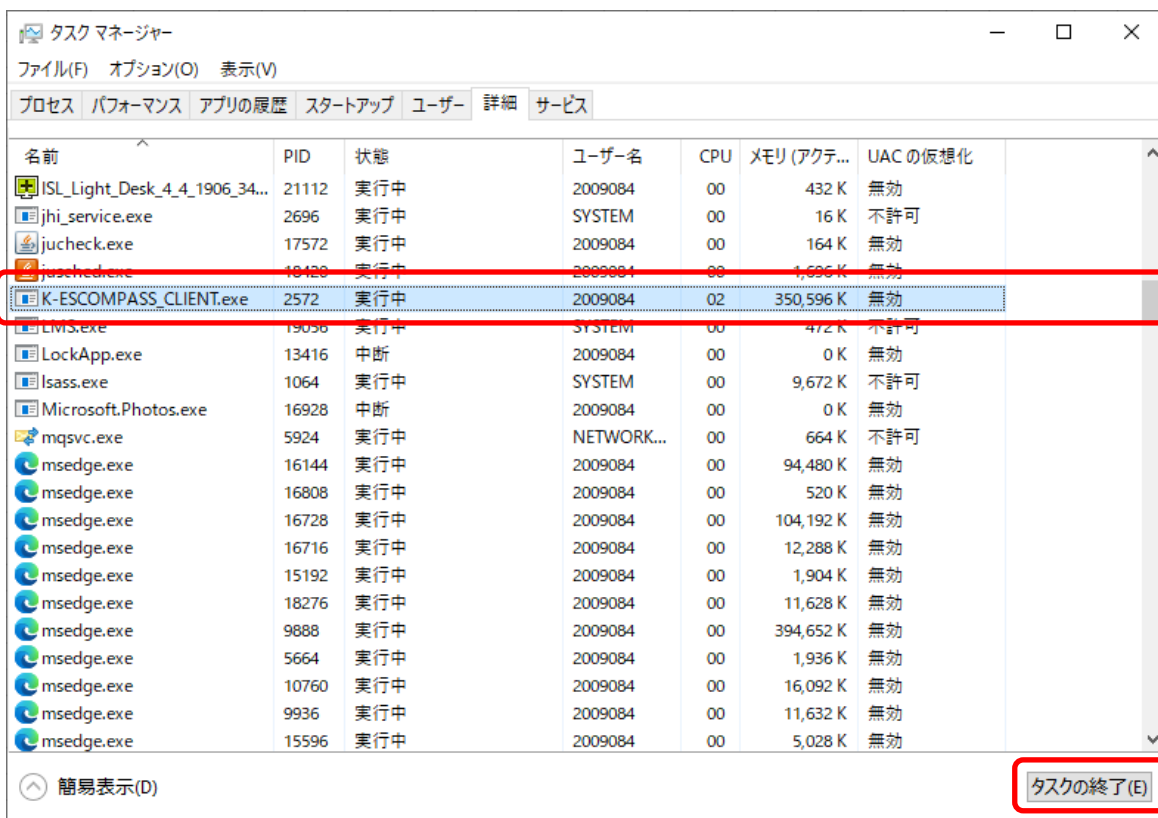 タスク マネージャー
ファイル(F) オプション(O) 表示(V)
プロセス パフォーマンス アプリの履歴 スタートアップ ユーザー 詳細 サービス
名前 PID 状態 ユーザー名 CPU メモリ (アクテ... UAC の仮想化
ISL_Light_Desk_4_4_1906_34... 21112 実行中 2009084 00 432 K 無効
jhi_service.exe 2696 実行中 SYSTEM 00 16 K 不許可
jucheck.exe 17572 実行中 2009084 00 164 K 無効
jusched.exe 18428 実行中 2009084 00 1,696 K 無効
K-ESCOMPASS_CLIENT.exe 2572 実行中 2009084 02 350,596 K 無効
LMS.exe 19056 実行中 SYSTEM 00 472 K 不許可
LockApp.exe 13416 中断 2009084 00 0 K 無効
lsass.exe 1064 実行中 SYSTEM 00 9,672 K 不許可
Microsoft.Photos.exe 16928 中断 2009084 00 0 K 無効
mqsvc.exe 5924 実行中 NETWORK... 00 664 K 不許可
msedge.exe 16144 実行中 2009084 00 94,480 K 無効
msedge.exe 16808 実行中 2009084 00 520 K 無効
msedge.exe 16728 実行中 2009084 00 104,192 K 無効
msedge.exe 16716 実行中 2009084 00 12,288 K 無効
msedge.exe 15192 実行中 2009084 00 1,904 K 無効
msedge.exe 18276 実行中 2009084 00 11,628 K 無効
msedge.exe 9888 実行中 2009084 00 394,652 K 無効
msedge.exe 5664 実行中 2009084 00 1,936 K 無効
msedge.exe 10760 実行中 2009084 00 16,092 K 無効
msedge.exe 9936 実行中 2009084 00 11,632 K 無効
msedge.exe 15596 実行中 2009084 00 5,028 K 無効
簡易表示(D) タスクの終了(E)